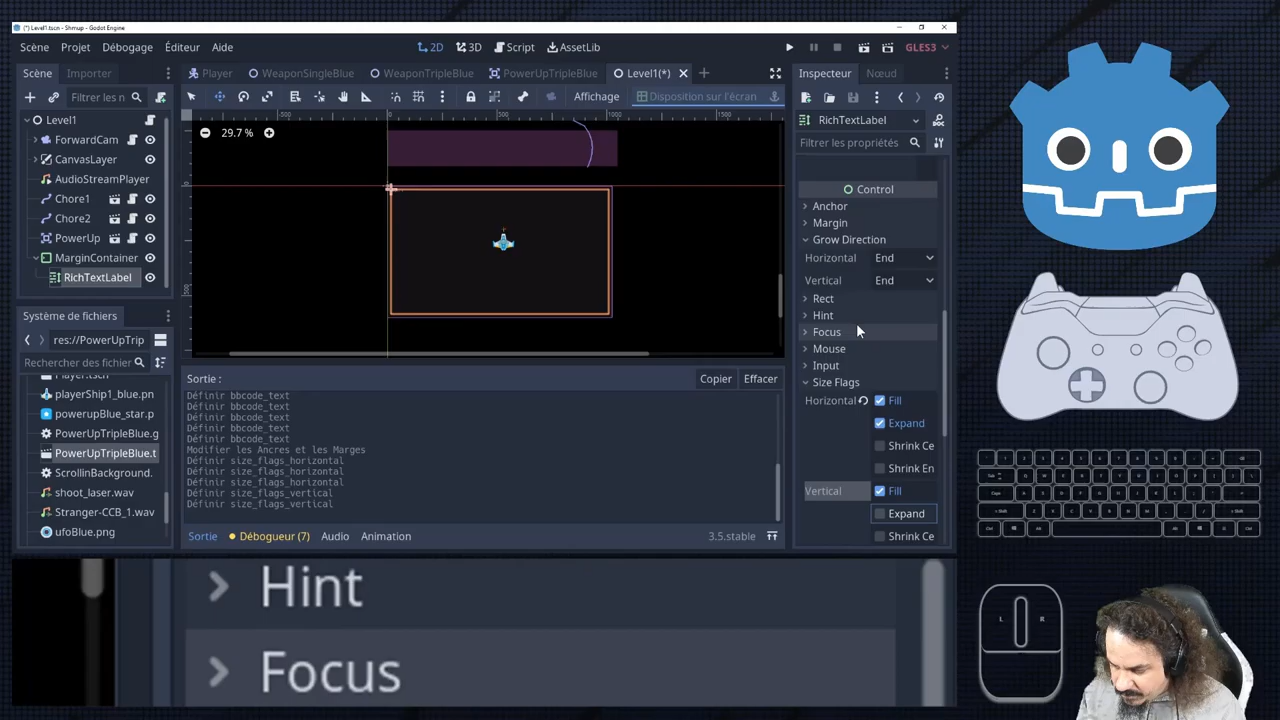 (*) Level1.tscn - Shmup - Godot Engine
Scène Projet Débogage Éditeur Aide
2D 3D Script AssetLib
GLES3
Scène Importer
Player WeaponSingleBlue WeaponTripleBlue PowerUpTripleBlue Level1(*)
Inspecteur Nœud
Filtrer les n
Affichage Disposition sur l'écran
29.7 %
-500 0 500 1000 1500
Level1
ForwardCam
CanvasLayer
AudioStreamPlayer
Chore1
Chore2
PowerUp
MarginContainer
RichTextLabel
Système de fichiers
res://PowerUpTrip
Rechercher des fichiers
Player.tscn
playerShip1_blue.pn
powerupBlue_star.p
PowerUpTripleBlue.g
PowerUpTripleBlue.t
ScrollinBackground.
shoot_laser.wav
Stranger-CCB_1.wav
ufoBlue.png
Sortie :
Copier Effacer
Définir bbcode_text
Définir bbcode_text
Définir bbcode_text
Définir bbcode_text
Définir bbcode_text
Modifier les Ancres et les Marges
Définir size_flags_horizontal
Définir size_flags_horizontal
Définir size_flags_horizontal
Définir size_flags_vertical
Définir size_flags_vertical
Sortie Débogueur (7) Audio Animation 3.5.stable
RichTextLabel
Filtrer les propriétés
Control
Anchor
Margin
Grow Direction
Horizontal End
Vertical End
Rect
Hint
Focus
Mouse
Input
Size Flags
Horizontal Fill
Expand
Shrink Ce
Shrink En
Vertical Fill
Expand
Shrink Ce
Hint
Focus
L R